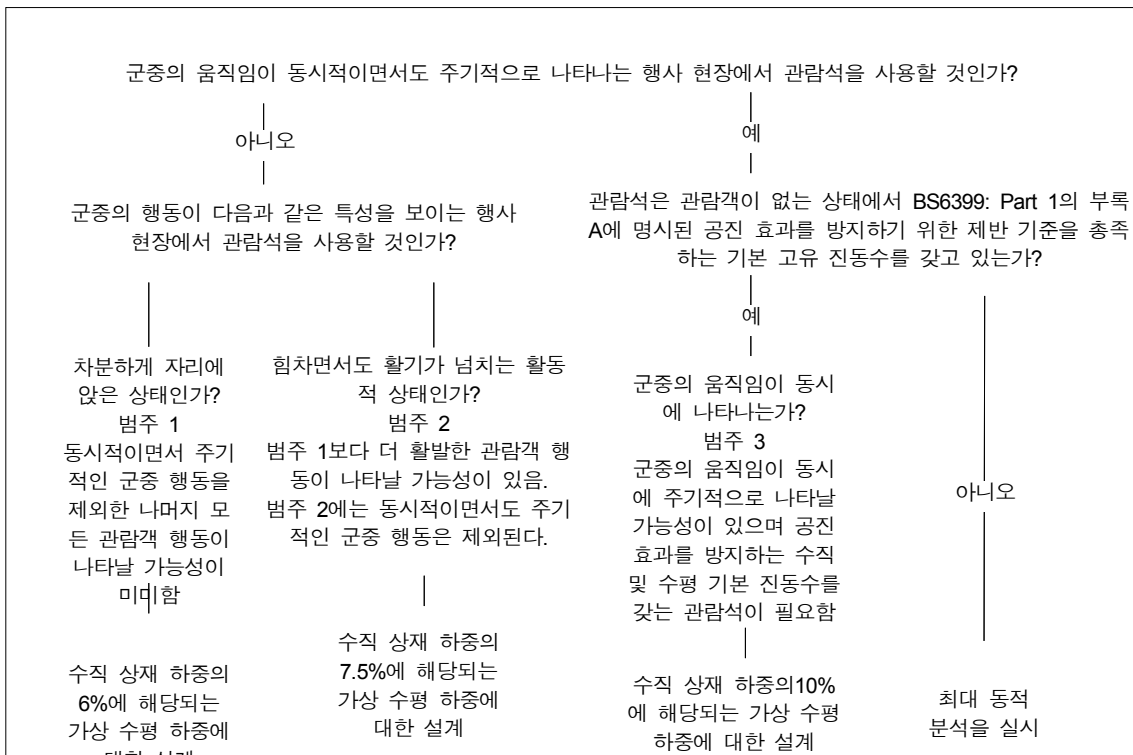 군중의 움직임이 동시적이면서도 주기적으로 나타나는 행사 현장에서 관람석을 사용할 것인가?
아니오
군중의 행동이 다음과 같은 특성을 보이는 행사
현장에서 관람석을 사용할 것인가?
차분하게 자리에
앉은 상태인가?
범주 1
동시적이면서 주기
적인 군중 행동을
제외한 나머지 모
든 관람객 행동이
나타날 가능성이
미미함
수직 상재 하중의
6%에 해당되는
가상 수평 하중에
대한 설계
힘차면서도 활기가 넘치는 활동
적 상태인가?
범주 2
범주 1보다 더 활발한 관람객 행
동이 나타날 가능성이 있음.
범주 2에는 동시적이면서도 주기
적인 군중 행동은 제외된다.
수직 상재 하중의
7.5%에 해당되는
가상 수평 하중에
대한 설계
예
관람석은 관람객이 없는 상태에서 BS6399: Part 1의 부록
A에 명시된 공진 효과를 방지하기 위한 제반 기준을 충족
하는 기본 고유 진동수를 갖고 있는가?
예
군중의 움직임이 동시
에 나타나는가?
범주 3
군중의 움직임이 동시
에 주기적으로 나타날
가능성이 있으며 공진
효과를 방지하는 수직
및 수평 기본 진동수를
갖는 관람석이 필요함
수직 상재 하중의10%
에 해당되는 가상 수평
하중에 대한 설계
아니오
최대 동적
분석을 실시